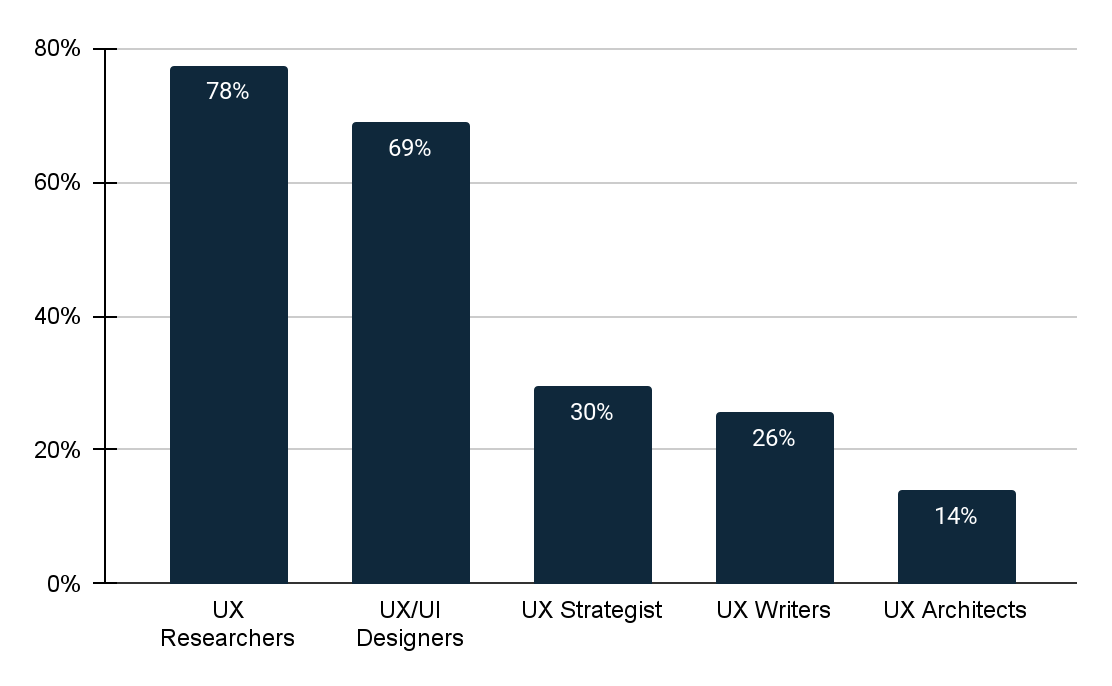 80%
60%
40%
20%
0%
78%
69%
30%
26%
14%
UX
Researchers
UX/UI
Designers
UX Strategist
UX Writers
UX Architects